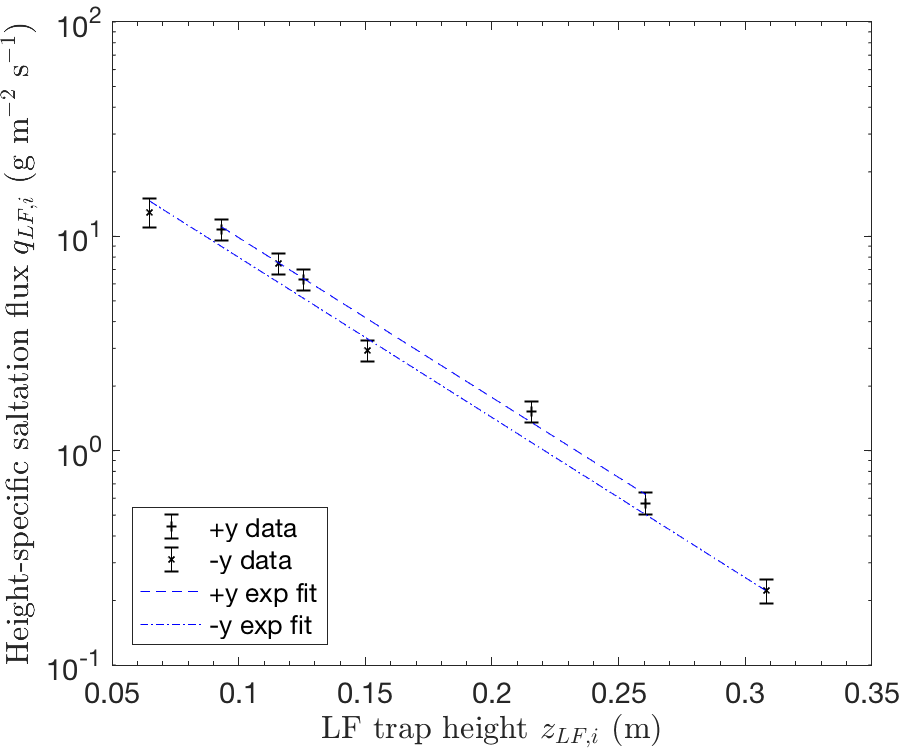 Height-specific saltation flux q_{LF,i} (g m^{−2} s^{−1})
10^2
10^1
10^0
10^{-1}
+y data
-y data
+y exp fit
-y exp fit
0.05 0.1 0.15 0.2 0.25 0.3 0.35
LF trap height z_{LF,i} (m)